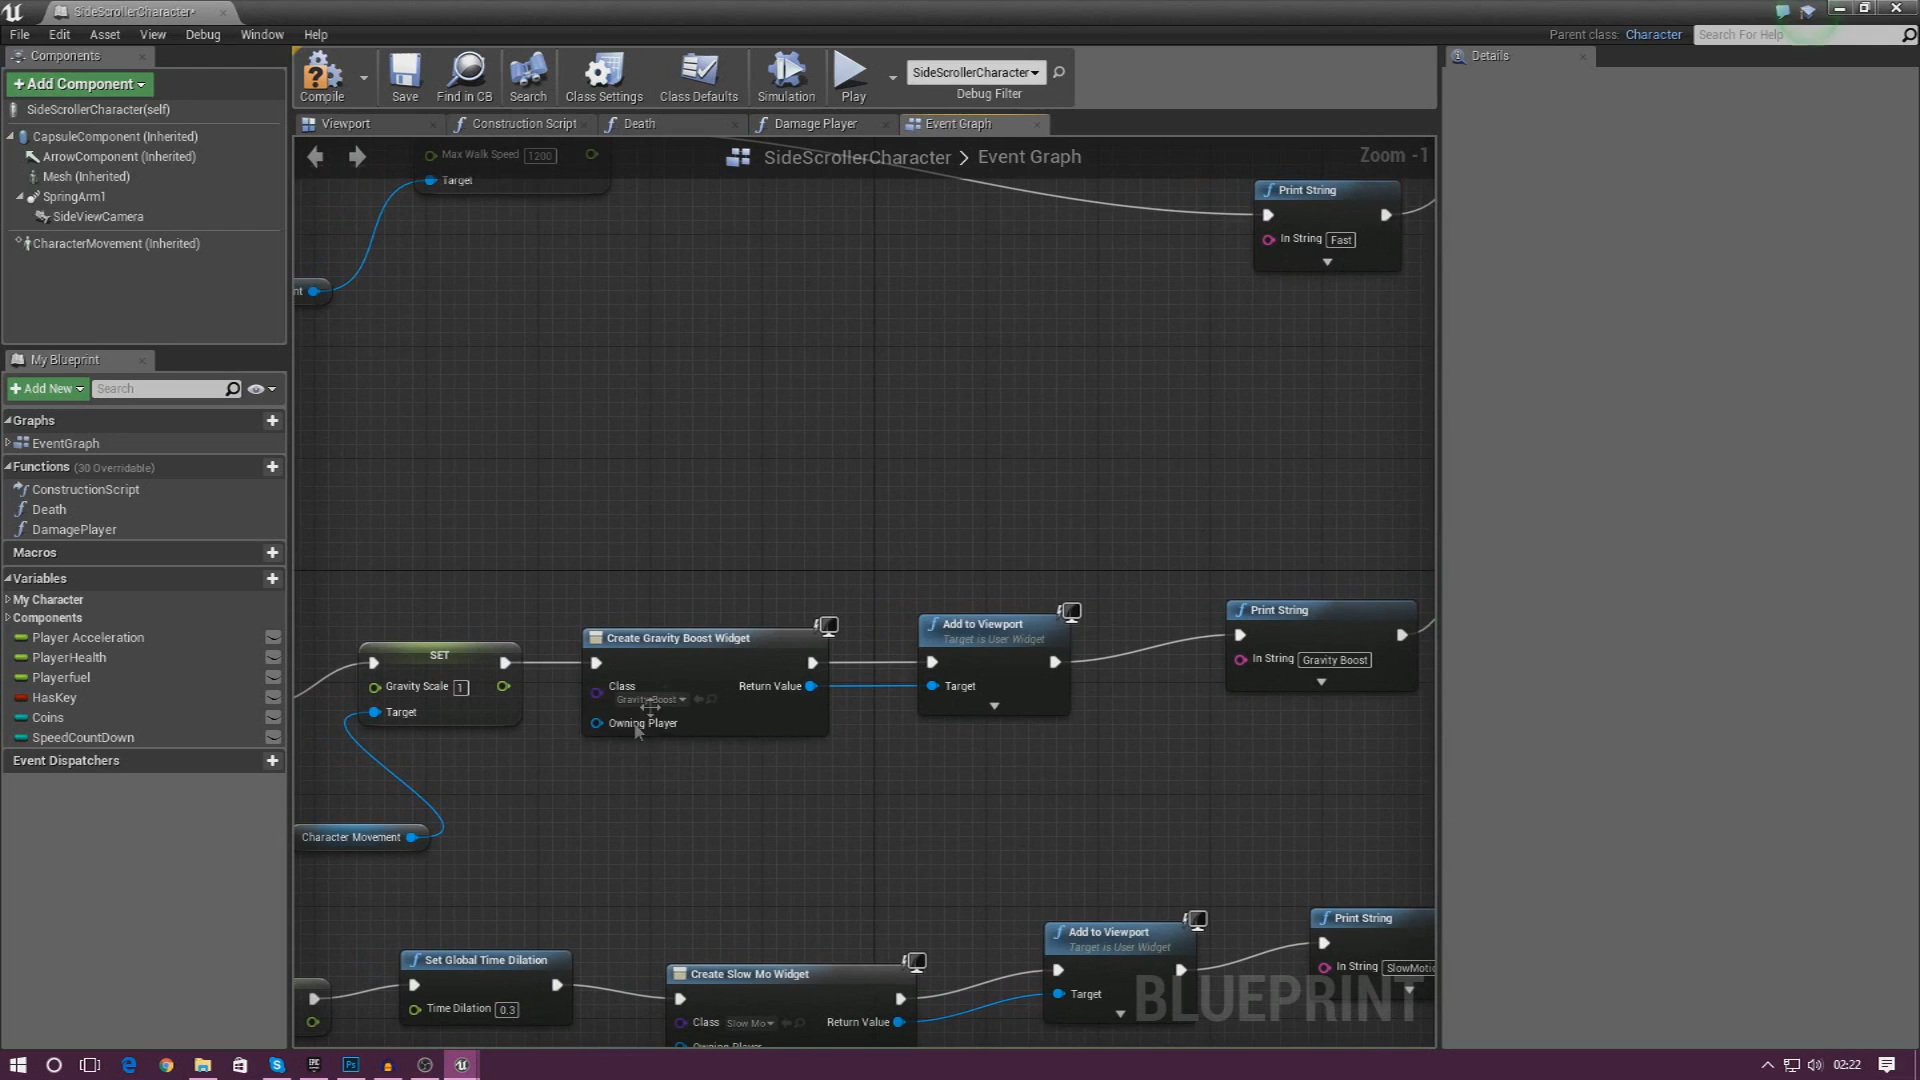 SideScrollerCharacter*
File Edit Asset View Debug Window Help
Parent class: Character Search For Help
Components
+Add Component
SideScrollerCharacter(self)
CapsuleComponent (Inherited)
ArrowComponent (Inherited)
Mesh (Inherited)
SpringArm1
SideViewCamera
CharacterMovement (Inherited)
My Blueprint
+Add New Search
Graphs
EventGraph
Functions (30 Overridable)
ConstructionScript
Death
DamagePlayer
Macros
Variables
My Character
Components
Player Acceleration
PlayerHealth
Playerfuel
HasKey
Coins
SpeedCountDown
Event Dispatchers
Compile Save Find in CB Search Class Settings Class Defaults Simulation Play
SideScrollerCharacter
Debug Filter
Viewport Construction Script Death Damage Player Event Graph
SideScrollerCharacter > Event Graph
Zoom -1
Max Walk Speed 1200
Target
nt
Print String
In String Fast
SET
Gravity Scale 1
Target
Character Movement
Create Gravity Boost Widget
Class
Gravity Boost
Return Value
Owning Player
Add to Viewport
Target is User Widget
Target
Print String
In String Gravity Boost
Set Global Time Dilation
Time Dilation 0.3
Create Slow Mo Widget
Class Slow Mo
Return Value
Owning Player
Add to Viewport
Target is User Widget
Target
Print String
In String SlowMotio
BLUEPRINT
Details
02:22